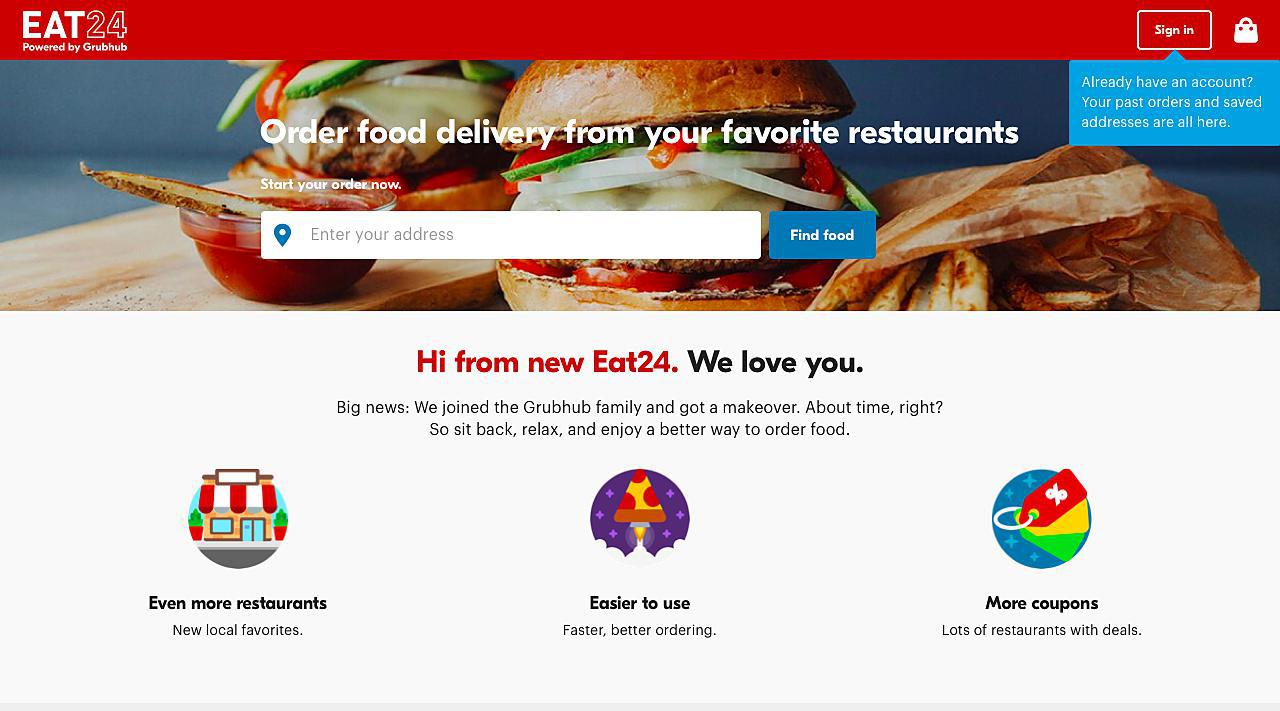 EAT24
Powered by Grubhub
Sign in
Already have an account?
Your past orders and saved
addresses are all here.
Order food delivery from your favorite restaurants
Start your order now.
Enter your address
Find food
Hi from new Eat24. We love you.
Big news: We joined the Grubhub family and got a makeover. About time, right?
So sit back, relax, and enjoy a better way to order food.
%
Even more restaurants
New local favorites.
Easier to use
Faster, better ordering.
More coupons
Lots of restaurants with deals.